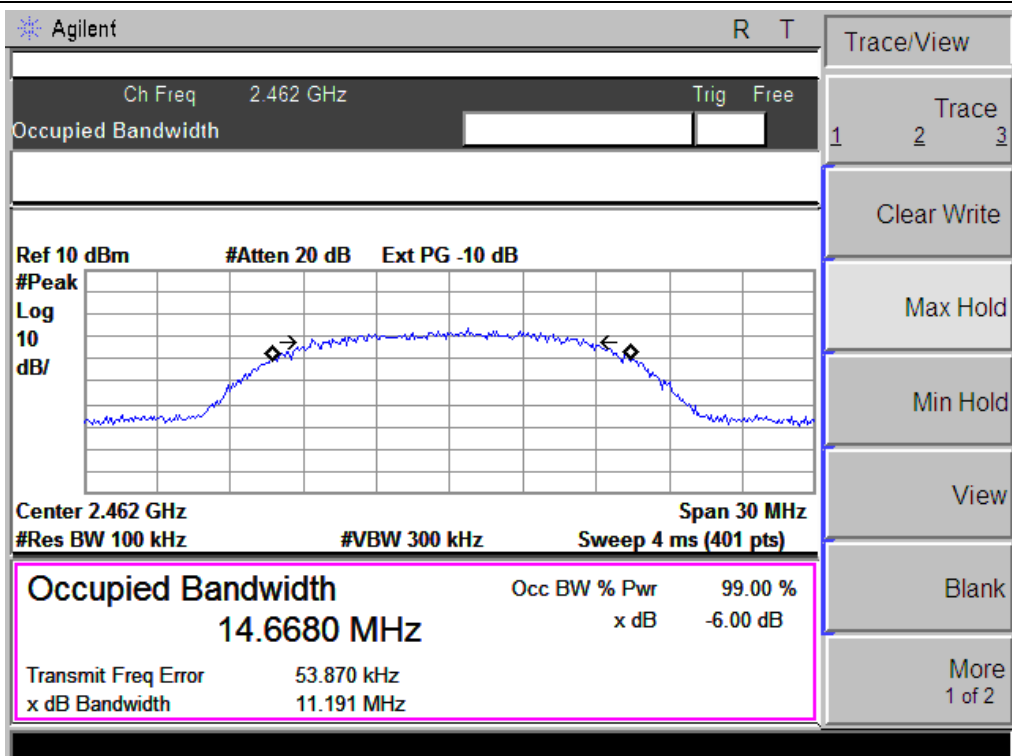 Agilent R T
Trace/View
Ch Freq 2.462 GHz Trig Free
Occupied Bandwidth
Trace
1 2 3
Clear Write
Max Hold
Min Hold
View
Blank
More
1 of 2
Ref 10 dBm #Atten 20 dB Ext PG -10 dB
#Peak
Log
10
dB/
Center 2.462 GHz Span 30 MHz
#Res BW 100 kHz #VBW 300 kHz Sweep 4 ms (401 pts)
Occupied Bandwidth Occ BW % Pwr 99.00 %
14.6680 MHz x dB -6.00 dB
Transmit Freq Error 53.870 kHz
x dB Bandwidth 11.191 MHz